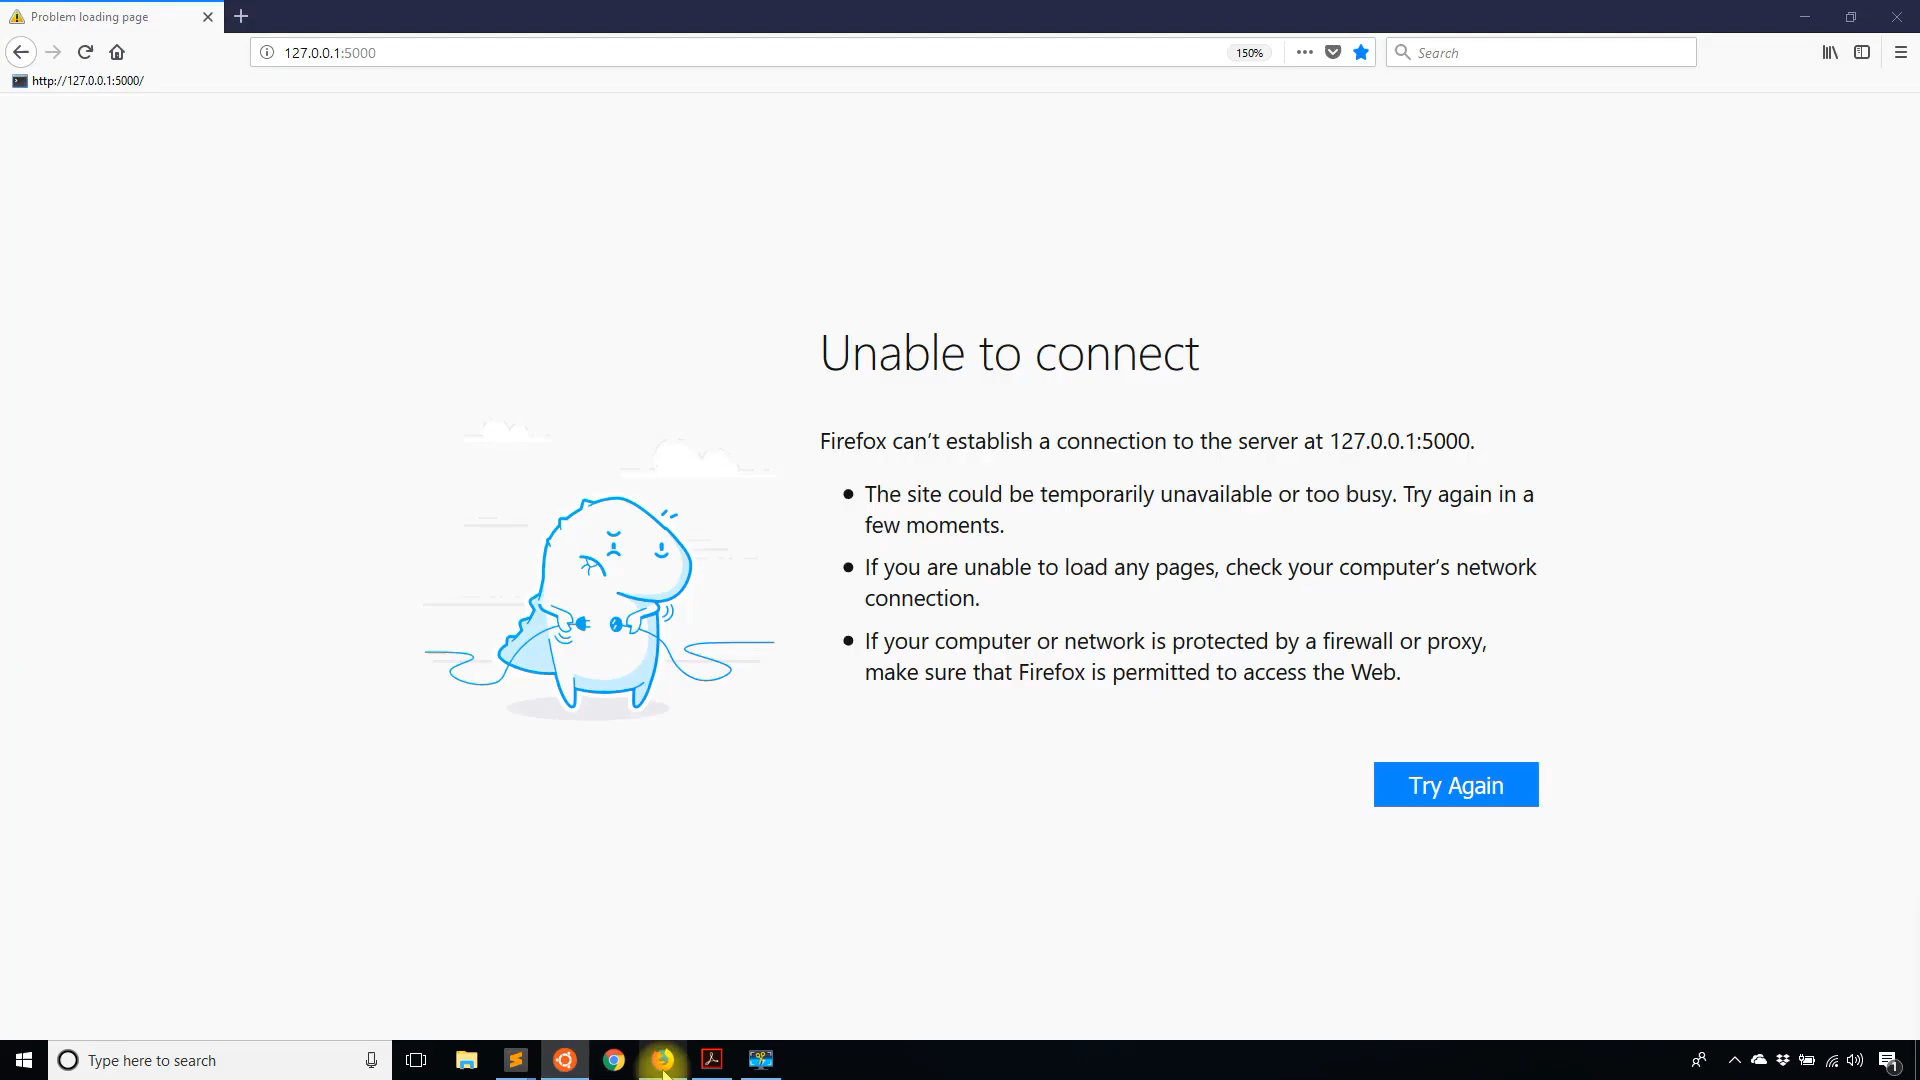 Problem loading page
127.0.0.1:5000
150%
Search
http://127.0.0.1:5000/
Unable to connect
Firefox can’t establish a connection to the server at 127.0.0.1:5000.
The site could be temporarily unavailable or too busy. Try again in a
few moments.
If you are unable to load any pages, check your computer’s network
connection.
If your computer or network is protected by a firewall or proxy,
make sure that Firefox is permitted to access the Web.
Try Again
Type here to search
1